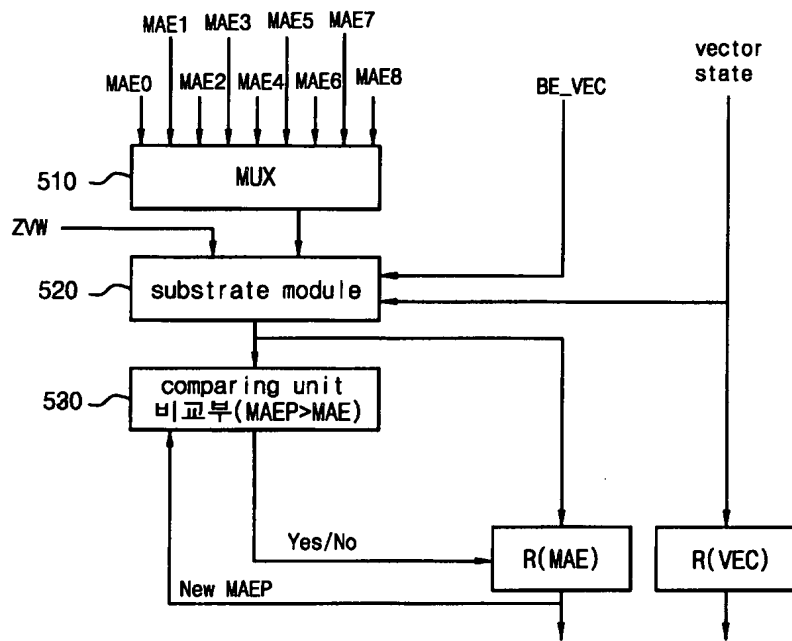 MAE1 MAE3 MAE5 MAE7
MAE0 MAE2 MAE4 MAE6 MAE8
BE_VEC
vector
state
510
MUX
ZVW
520
substrate module
530
comparing unit
비교부(MAEP>MAE)
Yes/No
R(MAE)
R(VEC)
New MAEP